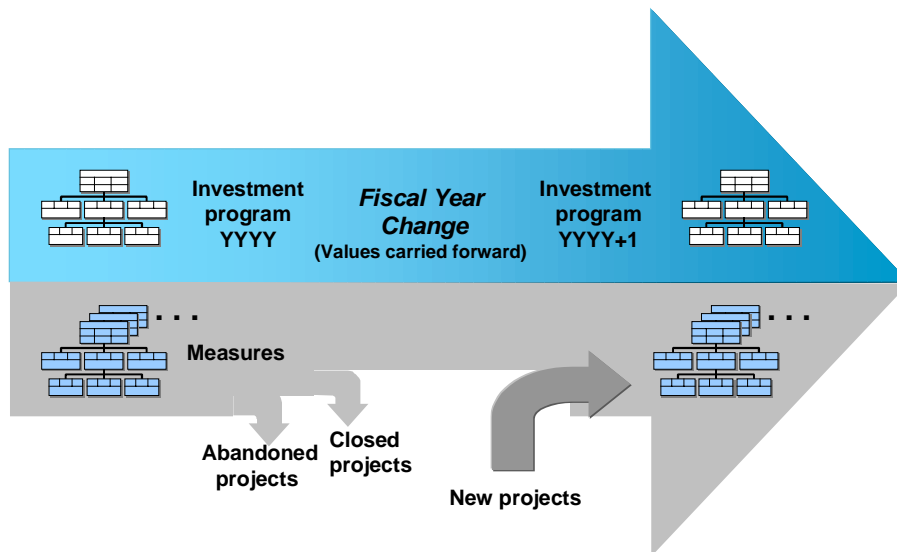 Investment
program
YYYY
Fiscal Year
Change
(Values carried forward)
Investment
program
YYYY+1
. . .
Measures
. . .
Abandoned
projects
Closed
projects
New projects